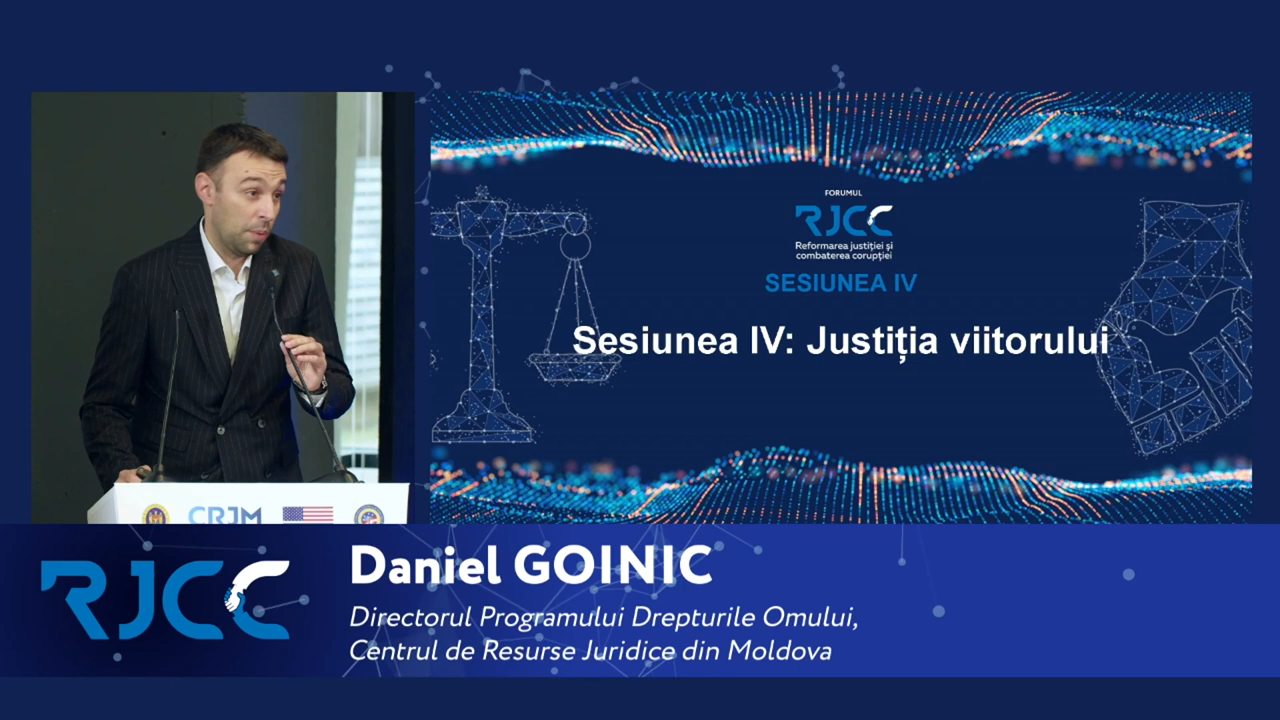 FORUMUL
RJCC
Reformarea justiției și
combaterea corupției
SESIUNEA IV
Sesiunea IV: Justiția viitorului
CRJM
RJCC
Daniel GOINIC
Directorul Programului Drepturile Omului,
Centrul de Resurse Juridice din Moldova